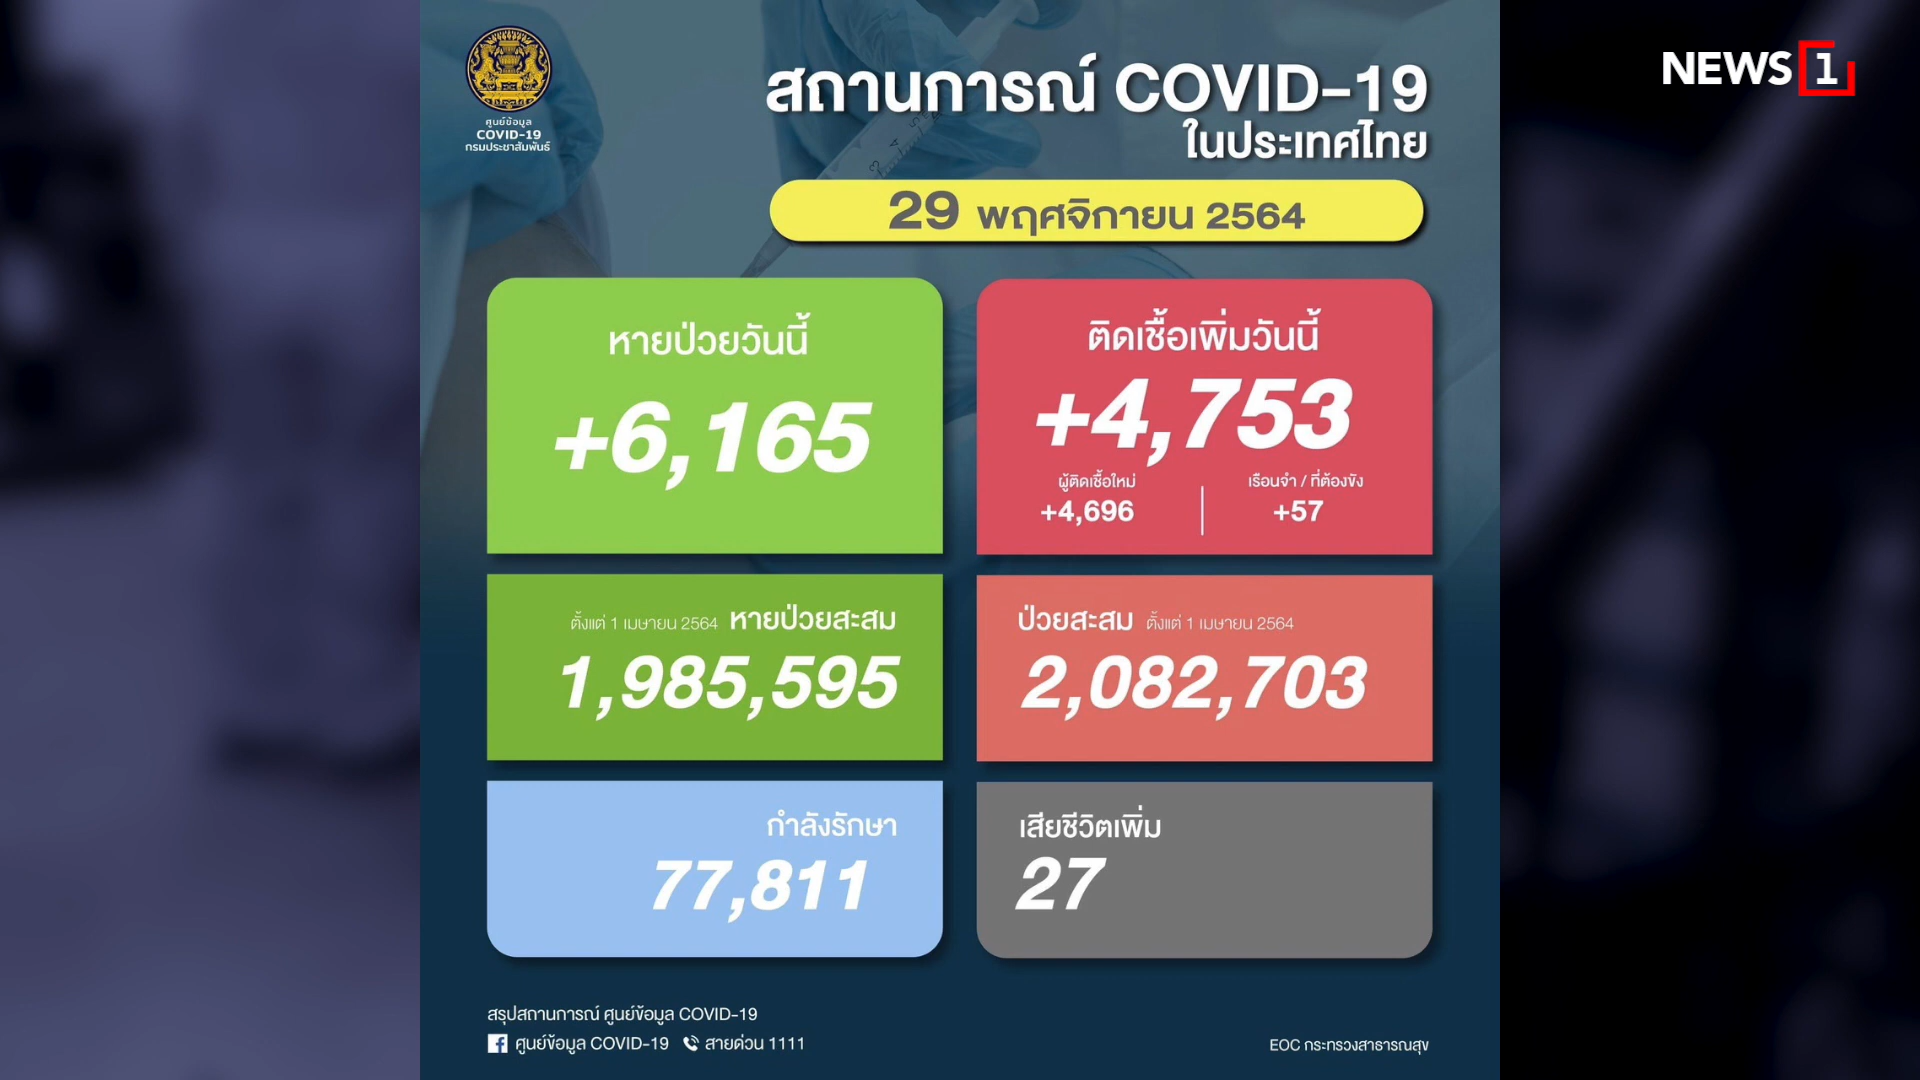 NEWS 1
ศูนย์ข้อมูล
COVID-19
กรมประชาสัมพันธ์
สถานการณ์ COVID-19
ในประเทศไทย
29 พฤศจิกายน 2564
หายป่วยวันนี้
+6,165
ติดเชื้อเพิ่มวันนี้
+4,753
ผู้ติดเชื้อใหม่
+4,696
เรือนจำ / ที่ต้องขัง
+57
ตั้งแต่ 1 เมษายน 2564 หายป่วยสะสม
1,985,595
ป่วยสะสม ตั้งแต่ 1 เมษายน 2564
2,082,703
กำลังรักษา
77,811
เสียชีวิตเพิ่ม
27
สรุปสถานการณ์ ศูนย์ข้อมูล COVID-19
ศูนย์ข้อมูล COVID-19 สายด่วน 1111
EOC กระทรวงสาธารณสุข